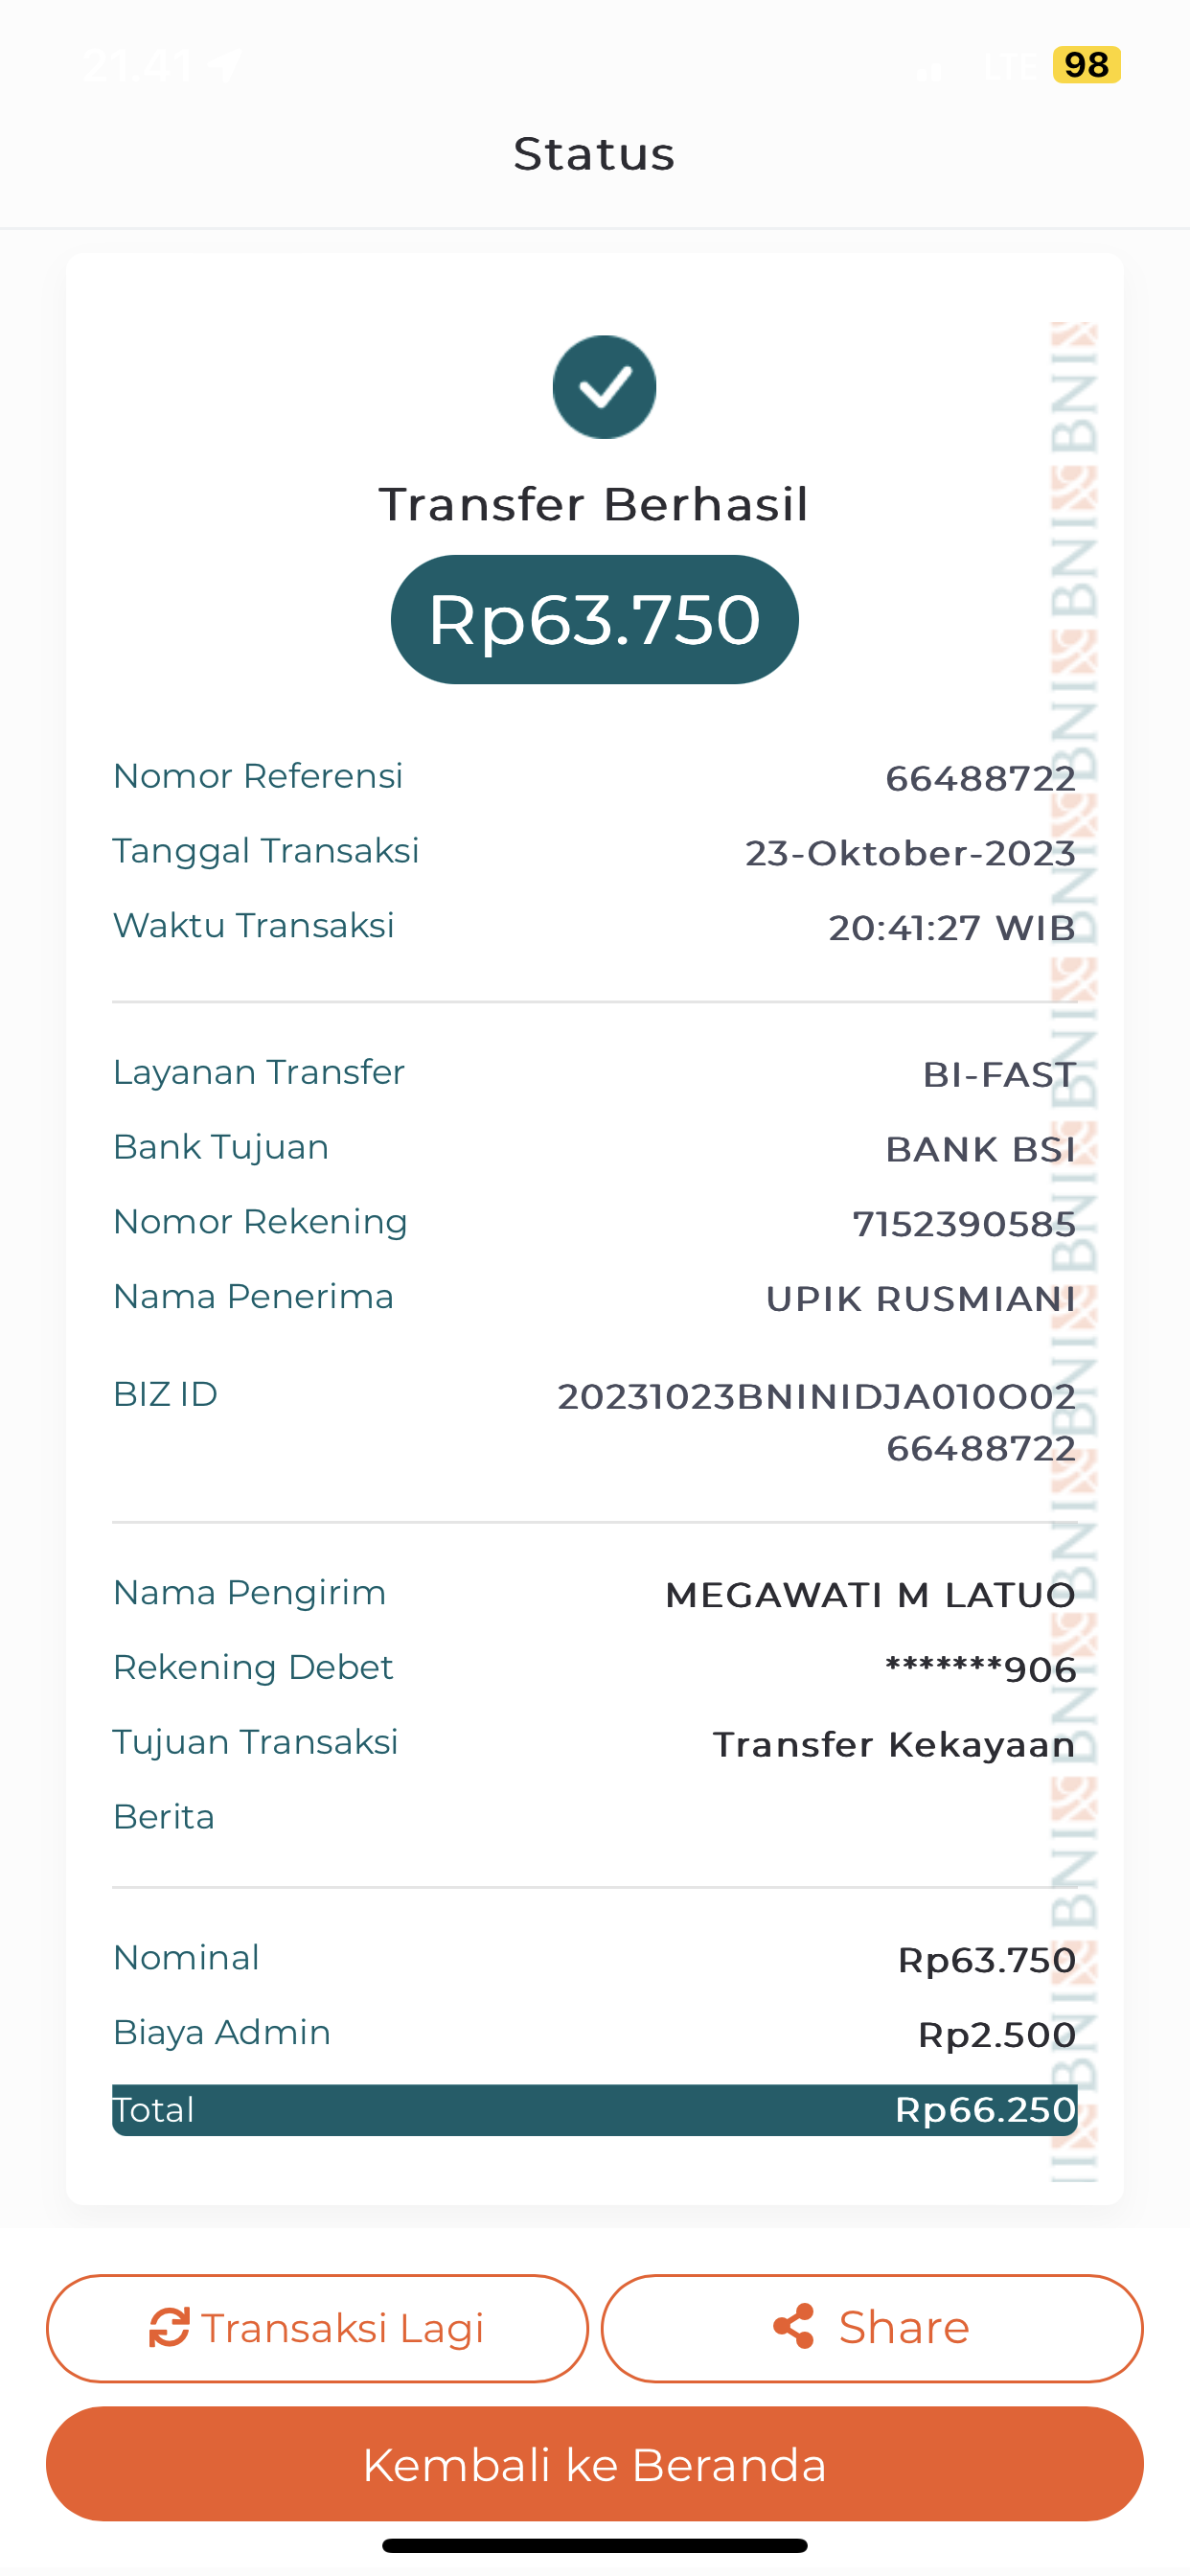 21.41
LTE 98
Status
Transfer Berhasil
Rp63.750
Nomor Referensi 66488722
Tanggal Transaksi 23-Oktober-2023
Waktu Transaksi 20:41:27 WIB
Layanan Transfer BI-FAST
Bank Tujuan BANK BSI
Nomor Rekening 7152390585
Nama Penerima UPIK RUSMIANI
BIZ ID 20231023BNINIDJA010O02
66488722
Nama Pengirim MEGAWATI M LATUO
Rekening Debet *******906
Tujuan Transaksi Transfer Kekayaan
Berita
Nominal Rp63.750
Biaya Admin Rp2.500
Total Rp66.250
BNI BNI BNI BNI BNI BNI BNI BNI BNI BNI BNI
Transaksi Lagi
Share
Kembali ke Beranda